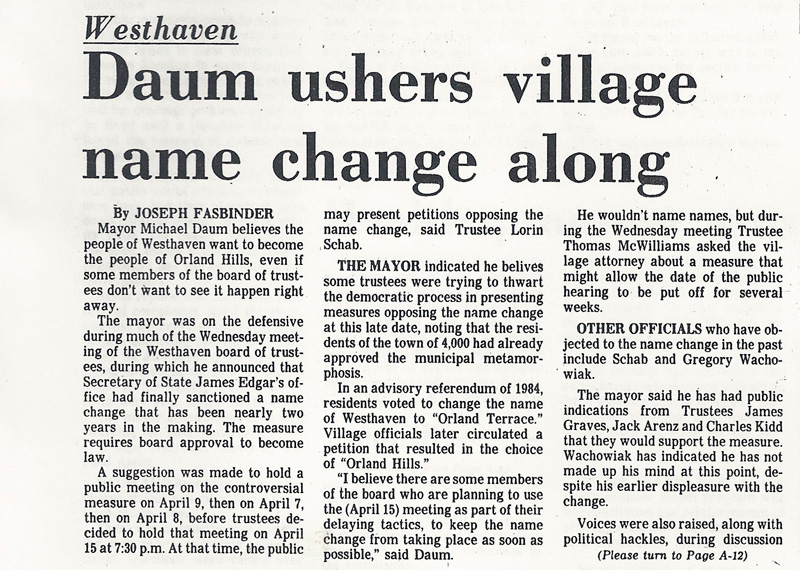 Westhaven
Daum ushers village
name change along
By JOSEPH FASBINDER
Mayor Michael Daum believes the
people of Westhaven want to become
the people of Orland Hills, even if
some members of the board of trust-
ees don't want to see it happen right
away.
The mayor was on the defensive
during much of the Wednesday meet-
ing of the Westhaven board of trust-
ees, during which he announced that
Secretary of State James Edgar's of-
fice had finally sanctioned a name
change that has been nearly two
years in the making. The measure
requires board approval to become
law.
A suggestion was made to hold a
public meeting on the controversial
measure on April 9, then on April 7,
then on April 8, before trustees de-
cided to hold that meeting on April
15 at 7:30 p.m. At that time, the public
may present petitions opposing the
name change, said Trustee Lorin
Schab.
THE MAYOR indicated he belives
some trustees were trying to thwart
the democratic process in presenting
measures opposing the name change
at this late date, noting that the resi-
dents of the town of 4,000 had already
approved the municipal metamor-
phosis.
In an advisory referendum of 1984,
residents voted to change the name
of Westhaven to "Orland Terrace."
Village officials later circulated a
petition that resulted in the choice
of "Orland Hills."
"I believe there are some members
of the board who are planning to use
the (April 15) meeting as part of their
delaying tactics, to keep the name
change from taking place as soon as
possible," said Daum.
He wouldn't name names, but dur-
ing the Wednesday meeting Trustee
Thomas McWilliams asked the vil-
lage attorney about a measure that
might allow the date of the public
hearing to be put off for several
weeks.
OTHER OFFICIALS who have ob-
jected to the name change in the past
include Schab and Gregory Wacho-
wiak.
The mayor said he has had public
indications from Trustees James
Graves, Jack Arenz and Charles Kidd
that they would support the measure.
Wachowiak has indicated he has not
made up his mind at this point, de-
spite his earlier displeasure with the
change.
Voices were also raised, along with
political hackles, during discussion
(Please turn to Page A-12)